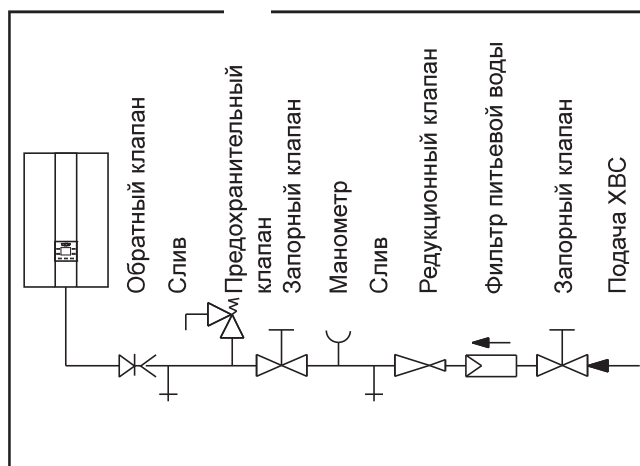 Обратный клапан
Слив
Предохранительный
клапан
Запорный клапан
Манометр
Слив
Редукционный клапан
Фильтр питьевой воды
Запорный клапан
Подача ХВС